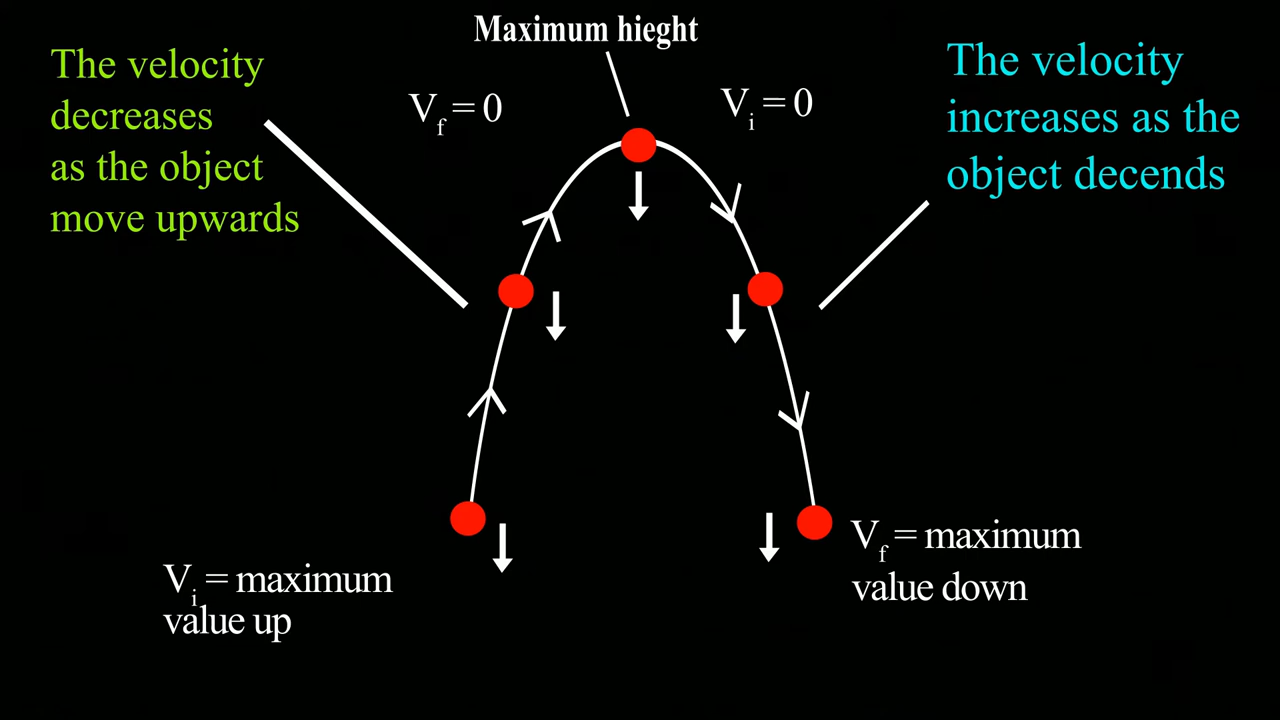 Maximum hieght
The velocity
decreases
as the object
move upwards
V_f = 0
V_i = 0
The velocity
increases as the
object decends
V_i = maximum
value up
V_f = maximum
value down